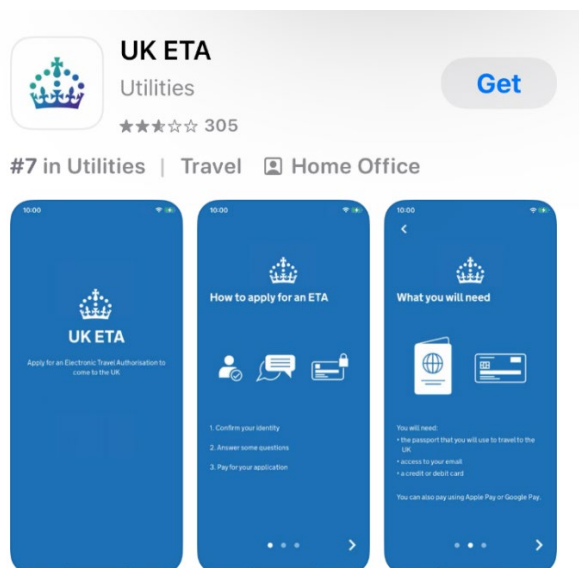 UK ETA
Utilities
Get
305
#7 in Utilities | Travel Home Office
10:00
UK ETA
Apply for an Electronic Travel Authorisation to
come to the UK
10:00
How to apply for an ETA
1. Confirm your identity
2. Answer some questions
3. Pay for your application
10:00
What you will need
You will need:
• the passport that you will use to travel to the
UK
• access to your email
• a credit or debit card
You can also pay using Apple Pay or Google Pay.